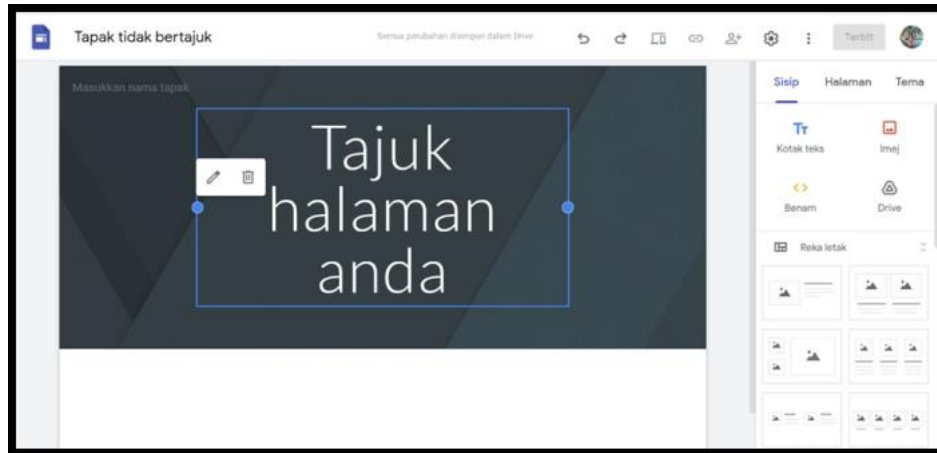 Tapak tidak bertajuk
Semua perubahan disimpan dalam Drive
Terbit
Masukkan nama tapak
Tajuk
halaman
anda
Sisip Halaman Tema
Kotak teks Imej
Benam Drive
Reka letak